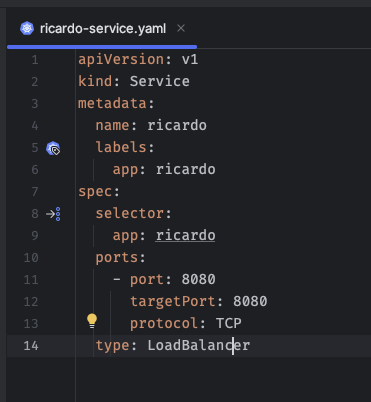 ricardo-service.yaml
1 apiVersion: v1
2 kind: Service
3 metadata:
4   name: ricardo
5   labels:
6     app: ricardo
7 spec:
8   selector:
9     app: ricardo
10   ports:
11     - port: 8080
12       targetPort: 8080
13       protocol: TCP
14   type: LoadBalancer